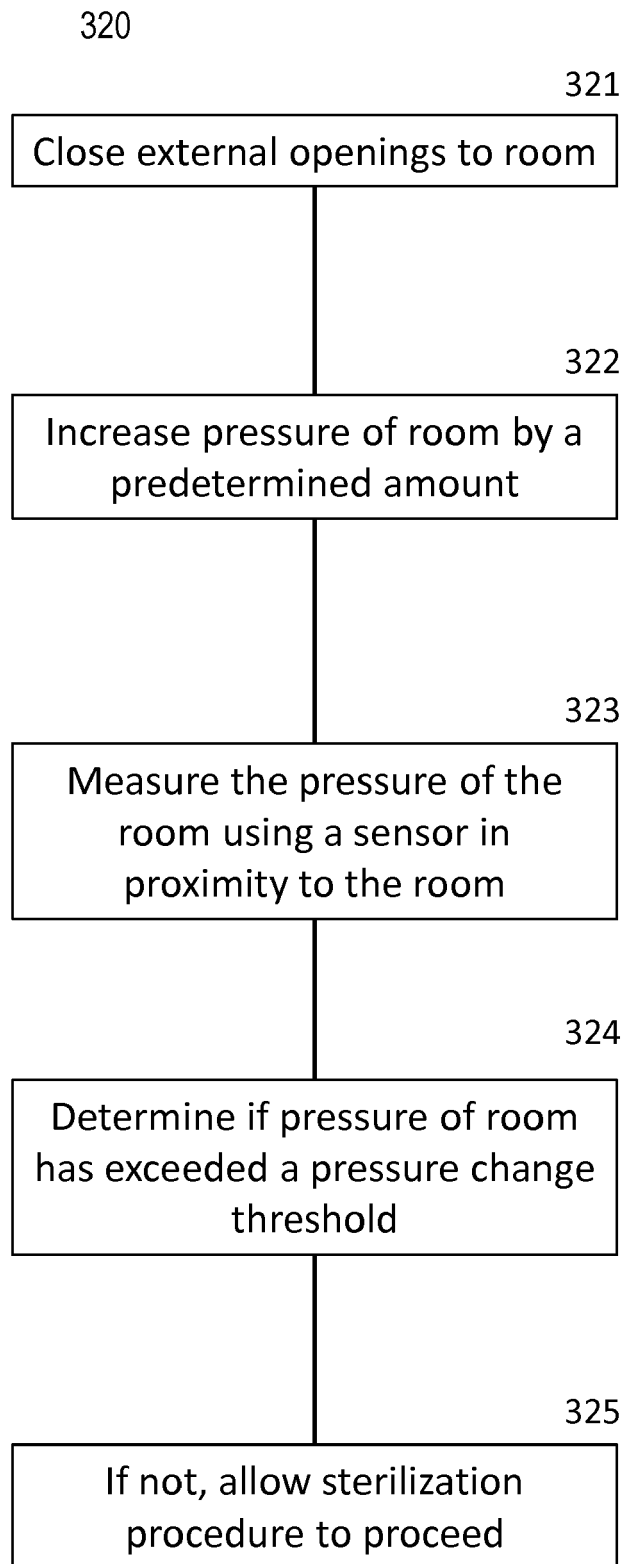 320
321
Close external openings to room
322
Increase pressure of room by a
predetermined amount
323
Measure the pressure of the
room using a sensor in
proximity to the room
324
Determine if pressure of room
has exceeded a pressure change
threshold
325
If not, allow sterilization
procedure to proceed